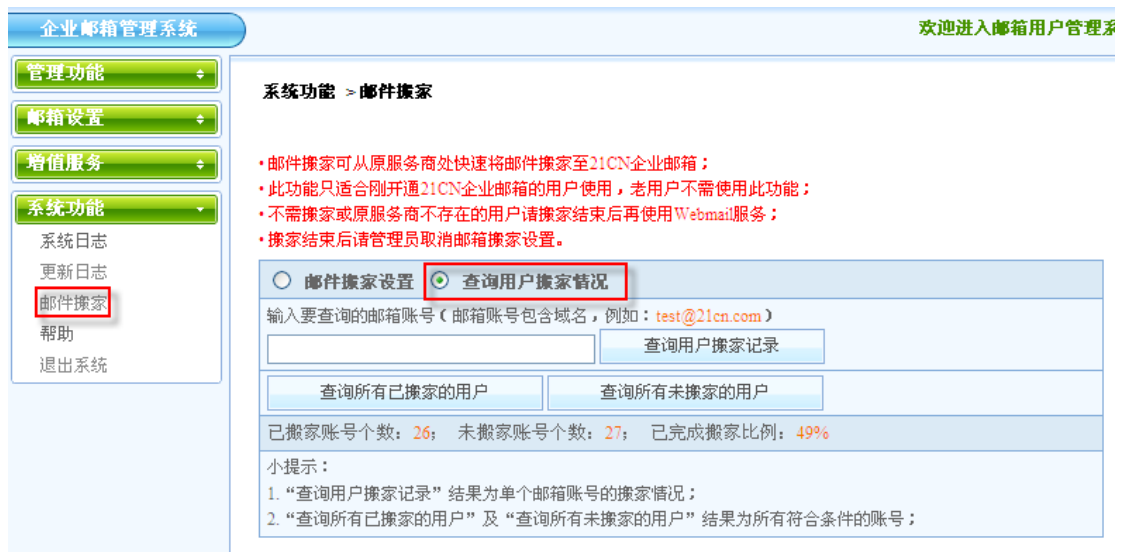 企业邮箱管理系统
欢迎进入邮箱用户管理系
管理功能
邮箱设置
增值服务
系统功能
系统日志
更新日志
邮件搬家
帮助
退出系统
系统功能 >邮件搬家
•邮件搬家可从原服务商处快速将邮件搬家至21CN企业邮箱；
•此功能只适合刚开通21CN企业邮箱的用户使用，老用户不需使用此功能；
•不需搬家或原服务商不存在的用户请搬家结束后再使用Webmail服务；
•搬家结束后请管理员取消邮箱搬家设置。
邮件搬家设置 查询用户搬家情况
输入要查询的邮箱账号（邮箱账号包含域名，例如：test@21cn.com）
查询用户搬家记录
查询所有已搬家的用户 查询所有未搬家的用户
已搬家账号个数：26； 未搬家账号个数：27； 已完成搬家比例：49%
小提示：
1. “查询用户搬家记录”结果为单个邮箱账号的搬家情况；
2. “查询所有已搬家的用户”及“查询所有未搬家的用户”结果为所有符合条件的账号；